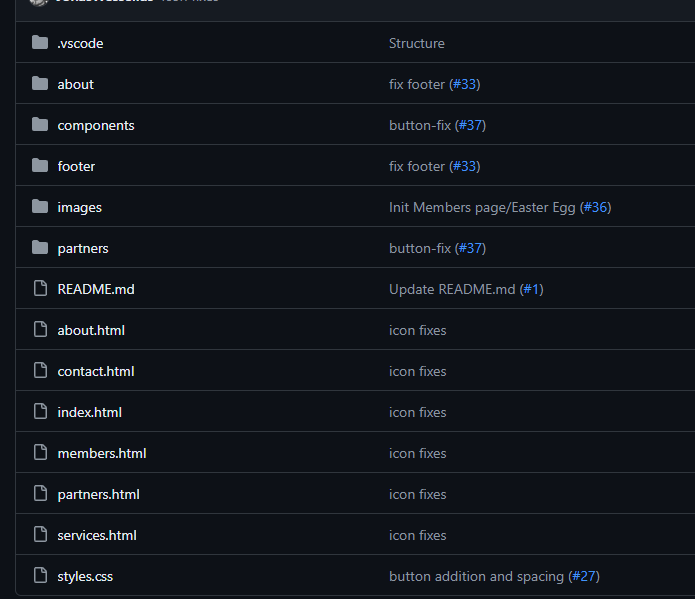 icon fixes
.vscode Structure
about fix footer (#33)
components button-fix (#37)
footer fix footer (#33)
images Init Members page/Easter Egg (#36)
partners button-fix (#37)
README.md Update README.md (#1)
about.html icon fixes
contact.html icon fixes
index.html icon fixes
members.html icon fixes
partners.html icon fixes
services.html icon fixes
styles.css button addition and spacing (#27)